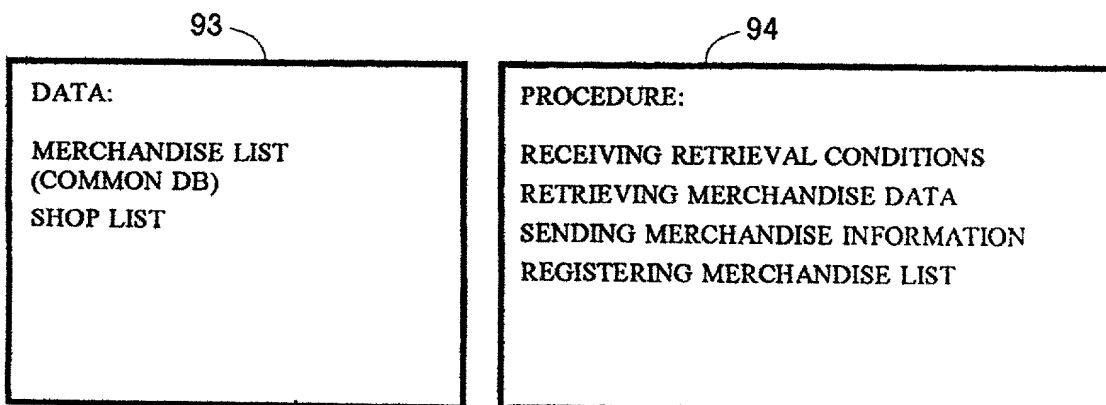 93
94
DATA:
MERCHANDISE LIST
(COMMON DB)
SHOP LIST
PROCEDURE:
RECEIVING RETRIEVAL CONDITIONS
RETRIEVING MERCHANDISE DATA
SENDING MERCHANDISE INFORMATION
REGISTERING MERCHANDISE LIST